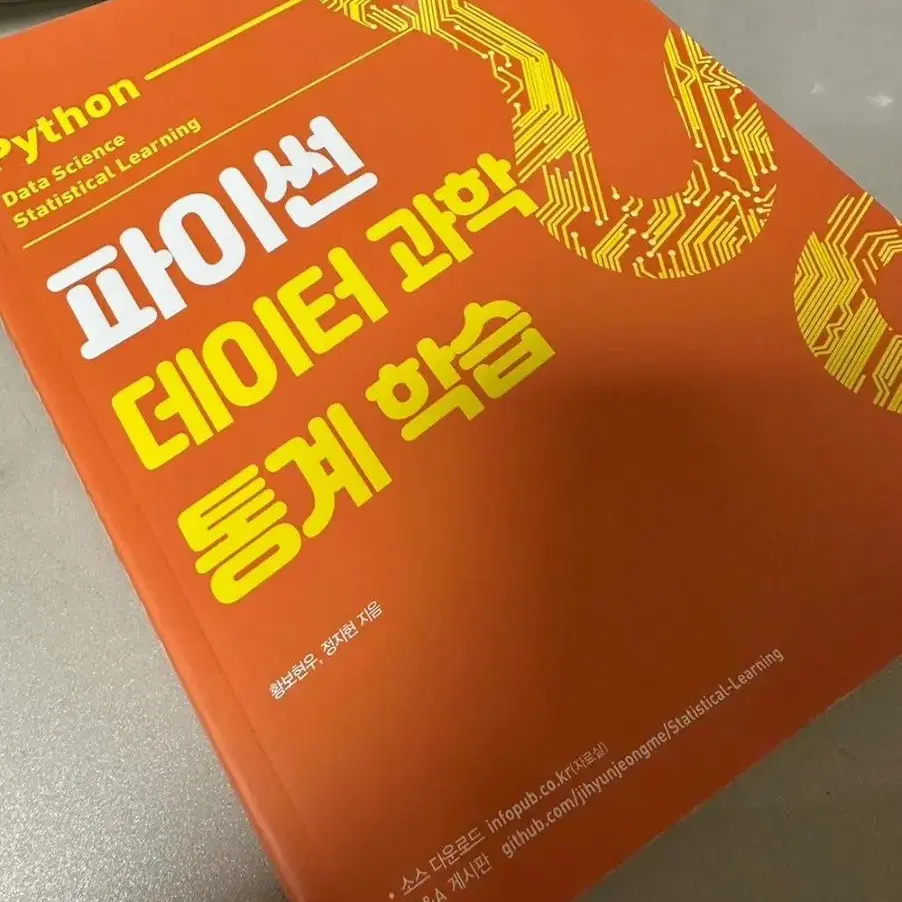 Python
Data Science
Statistical Learning
파이썬
데이터 과학
통계 학습
황보현우, 정지현 지음
• 소스 다운로드 infopub.co.kr(자료실)
&A 게시판 github.com/jihyunjeongme/Statistical-Learning